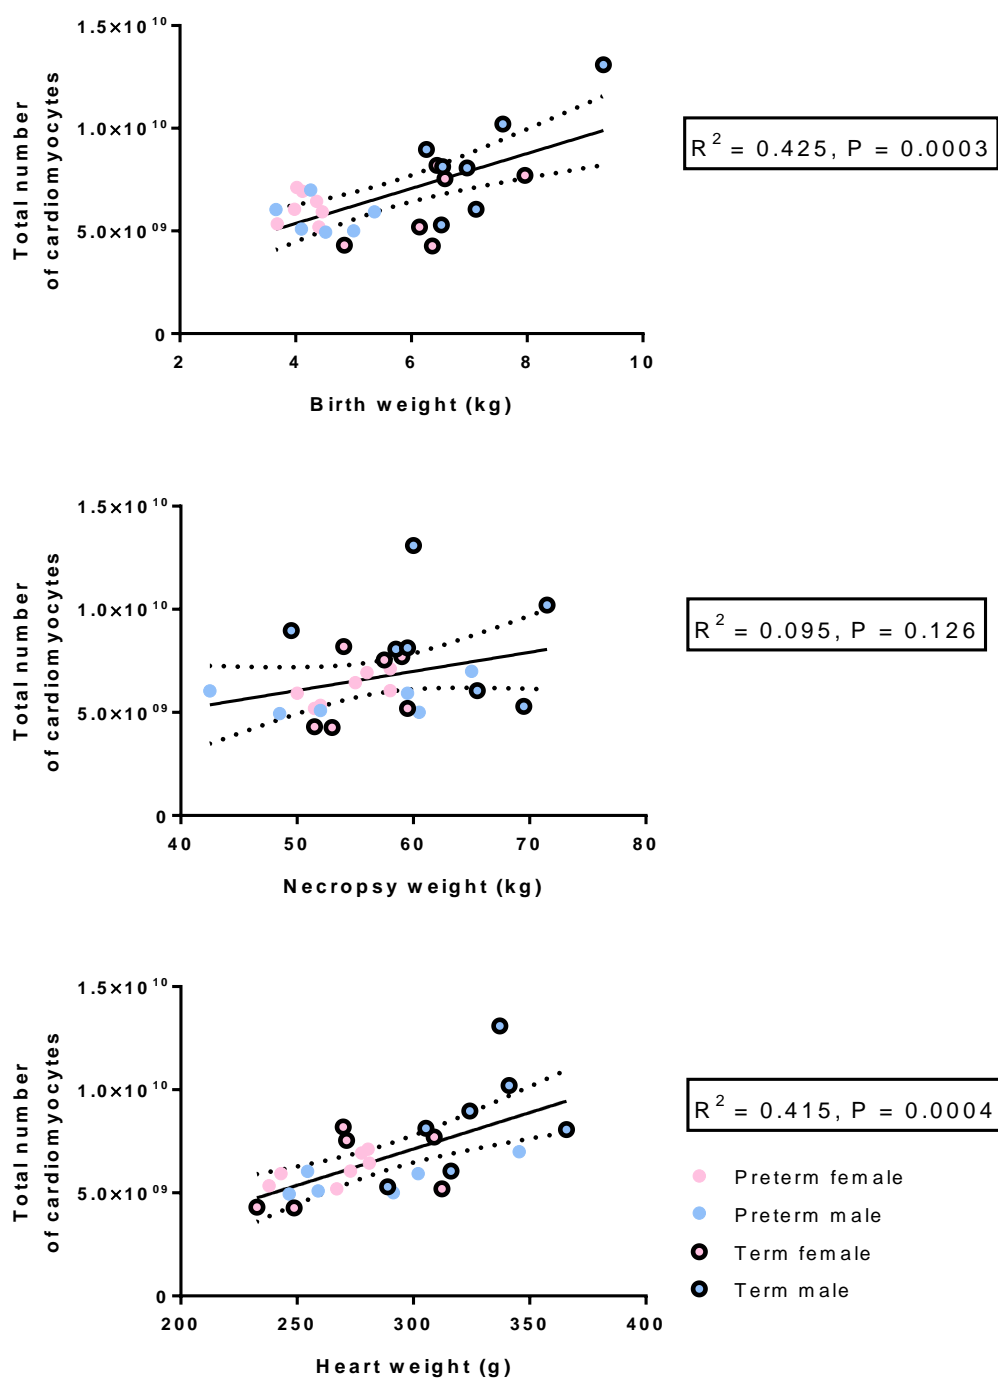 Total number
of cardiomyocytes
1.5×10¹⁰
1.0×10¹⁰
5.0×10⁰⁹
0
2 4 6 8 10
Birth weight (kg)
R² = 0.425, P = 0.0003
Total number
of cardiomyocytes
1.5×10¹⁰
1.0×10¹⁰
5.0×10⁰⁹
0
40 50 60 70 80
Necropsy weight (kg)
R² = 0.095, P = 0.126
Total number
of cardiomyocytes
1.5×10¹⁰
1.0×10¹⁰
5.0×10⁰⁹
0
200 250 300 350 400
Heart weight (g)
R² = 0.415, P = 0.0004
Preterm female
Preterm male
Term female
Term male